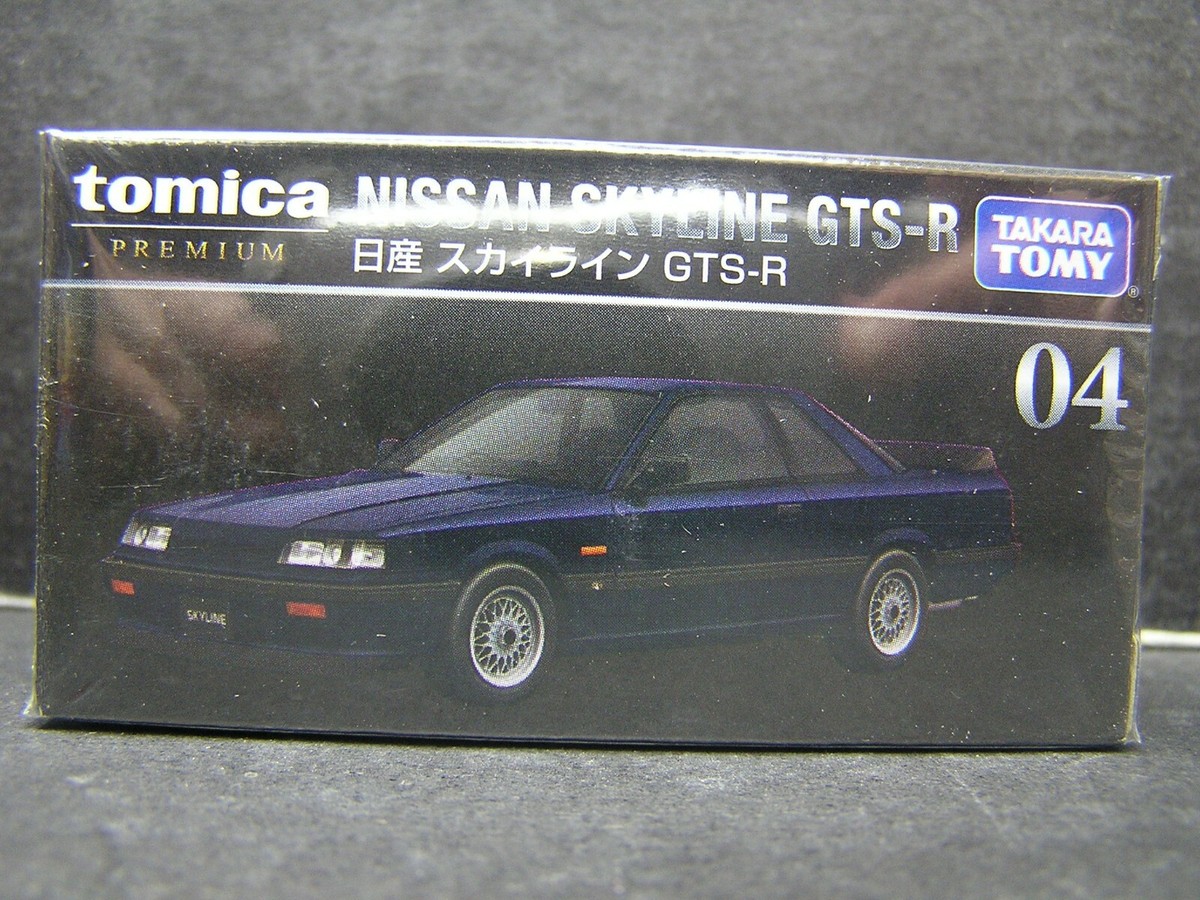 tomica
PREMIUM
NISSAN SKYLINE GTS-R
日産 スカイライン GTS-R
TAKARA
TOMY
®
04
SKYLINE